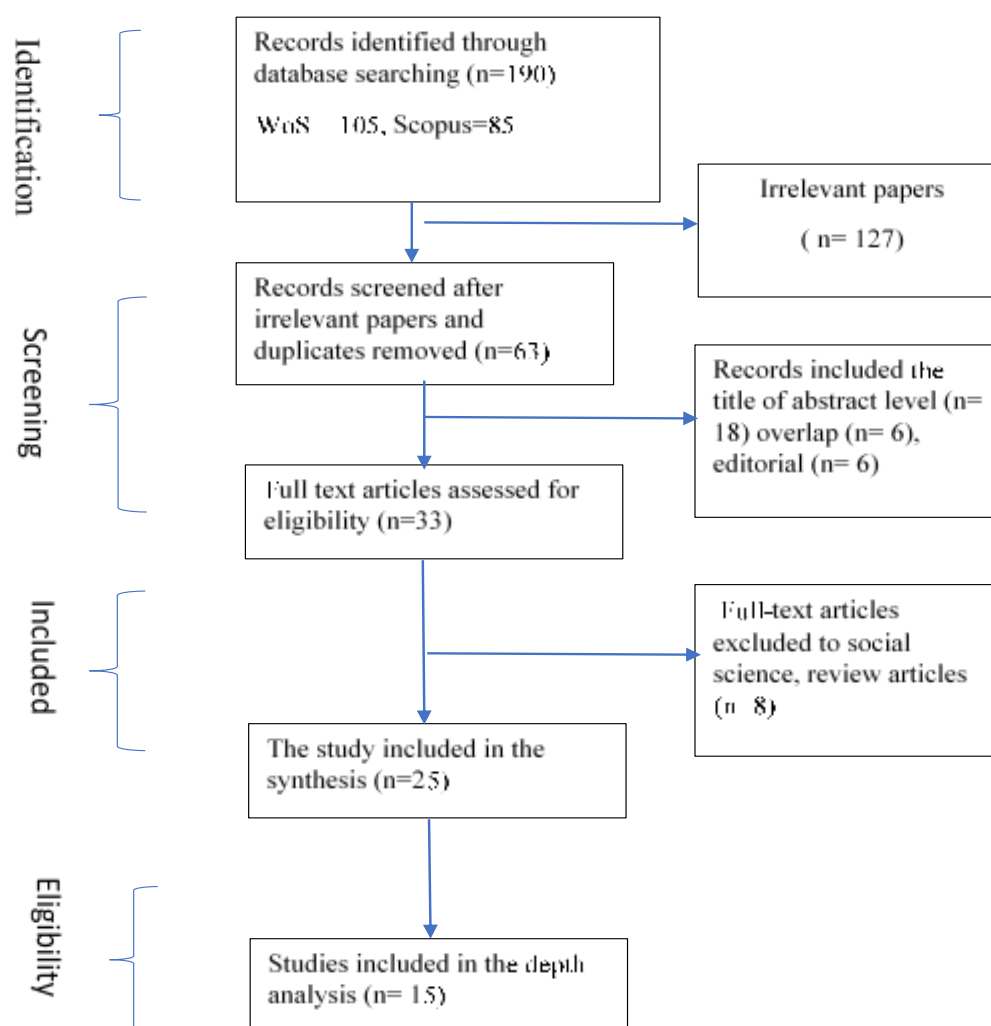 Identification
Records identified through
database searching (n=190)
WoS 105, Scopus=85
Irrelevant papers
( n= 127)
Screening
Records screened after
irrelevant papers and
duplicates removed (n=63)
Records included the
title of abstract level (n=
18) overlap (n= 6),
editorial (n= 6)
Full text articles assessed for
eligibility (n=33)
Included
Full-text articles
excluded to social
science, review articles
(n 8)
The study included in the
synthesis (n=25)
Eligibility
Studies included in the depth
analysis (n= 15)